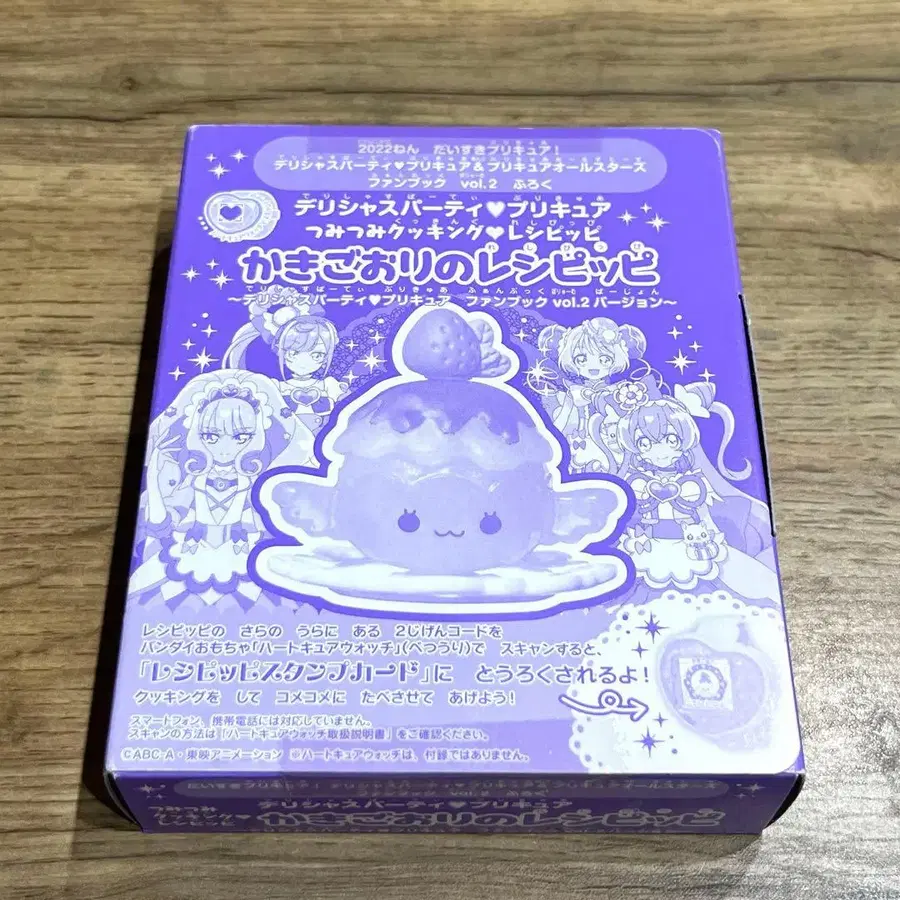 2022ねん だいすきプリキュア!
デリシャスパーティ♥プリキュア&プリキュアオールスターズ
ファンブック vol.2 ふろく
デリシャスパーティ♥プリキュア
つみつみクッキング♥レシピッピ
かきごおりのレシピッピ
~デリシャスパーティ♥プリキュア ファンブック vol.2 バージョン~
レシピッピの さらの うらに ある 2じげんコードを
バンダイおもちゃ「ハートキュアウォッチ」(べつうり)で スキャンすると、
「レシピッピスタンプカード」に とうろくされるよ!
クッキングを して コメコメに たべさせて あげよう!
スマートフォン、携帯電話には対応していません。
スキャンの方法は「ハートキュアウォッチ取扱説明書」をご確認ください。
©ABC-A・東映アニメーション ※ハートキュアウォッチは、付録ではありません。
デリシャスパーティ♥プリキュア
つみつみ
クッキング♥
レシピッピ
かきごおりのレシピッピ